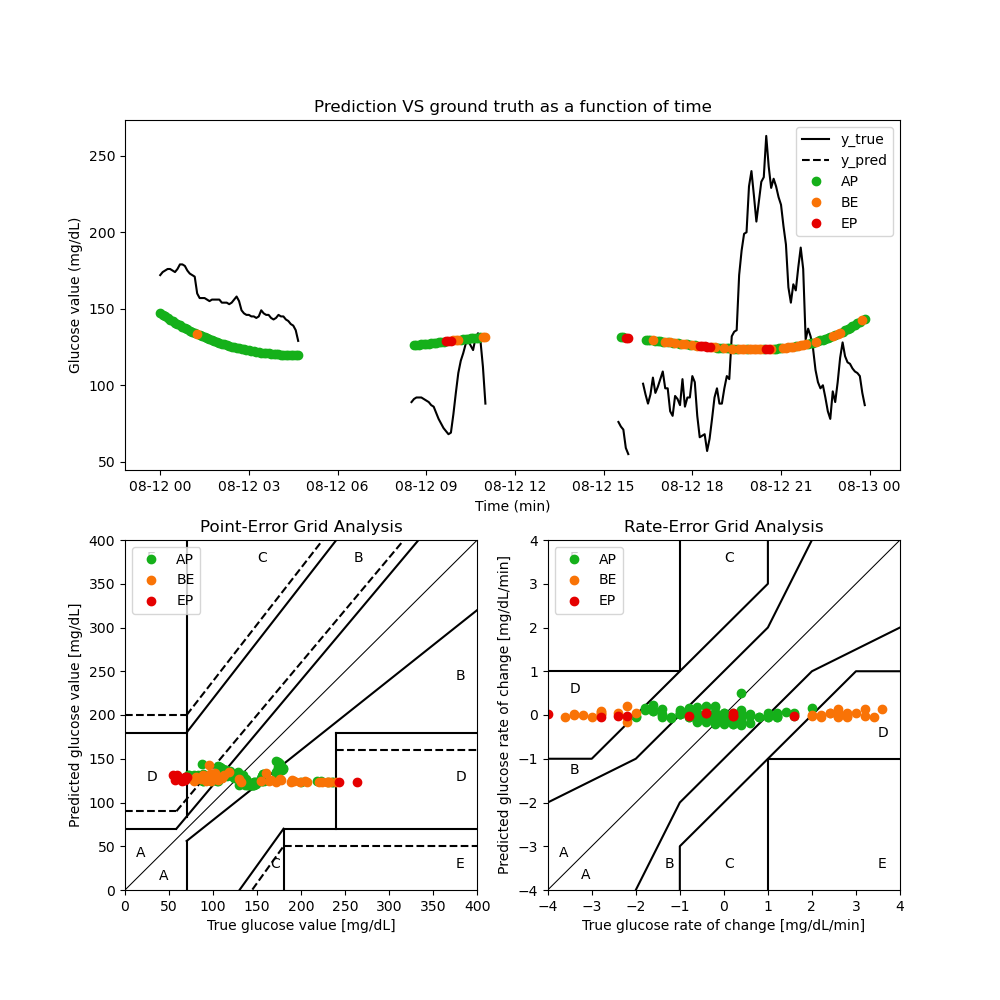 Prediction VS ground truth as a function of time
Glucose value (mg/dL)
250
200
150
100
50
y_true
y_pred
AP
BE
EP
08-12 00 08-12 03 08-12 06 08-12 09 08-12 12 08-12 15 08-12 18 08-12 21 08-13 00
Time (min)
Point-Error Grid Analysis
Predicted glucose value [mg/dL]
400
350
300
250
200
150
100
50
0
AP
BE
EP
C
B
B
D
D
A
A
C
E
0 50 100 150 200 250 300 350 400
True glucose value [mg/dL]
Rate-Error Grid Analysis
Predicted glucose rate of change [mg/dL/min]
4
3
2
1
0
−1
−2
−3
−4
AP
BE
EP
C
D
D
B
A
A
B
C
E
−4 −3 −2 −1 0 1 2 3 4
True glucose rate of change [mg/dL/min]